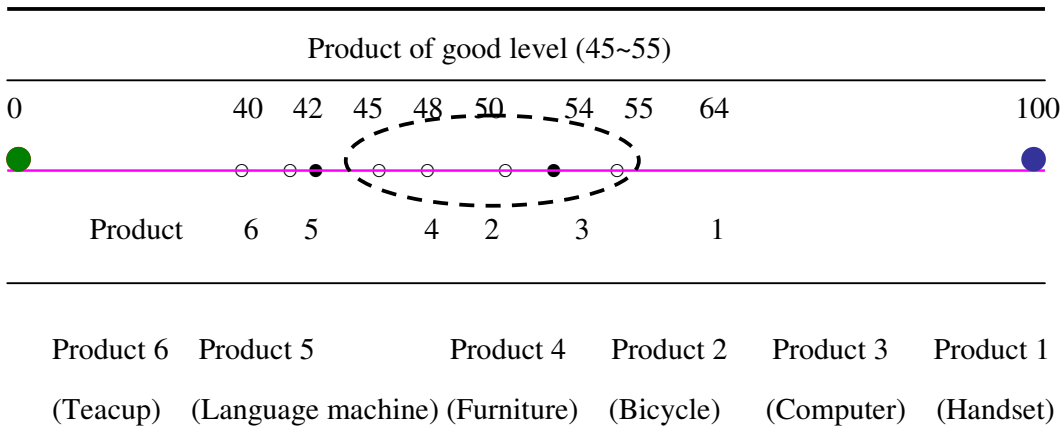 Product of good level (45~55)
0 40 42 45 48 50 54 55 64 100
Product 6 5 4 2 3 1
Product 6 Product 5 Product 4 Product 2 Product 3 Product 1
(Teacup) (Language machine) (Furniture) (Bicycle) (Computer) (Handset)